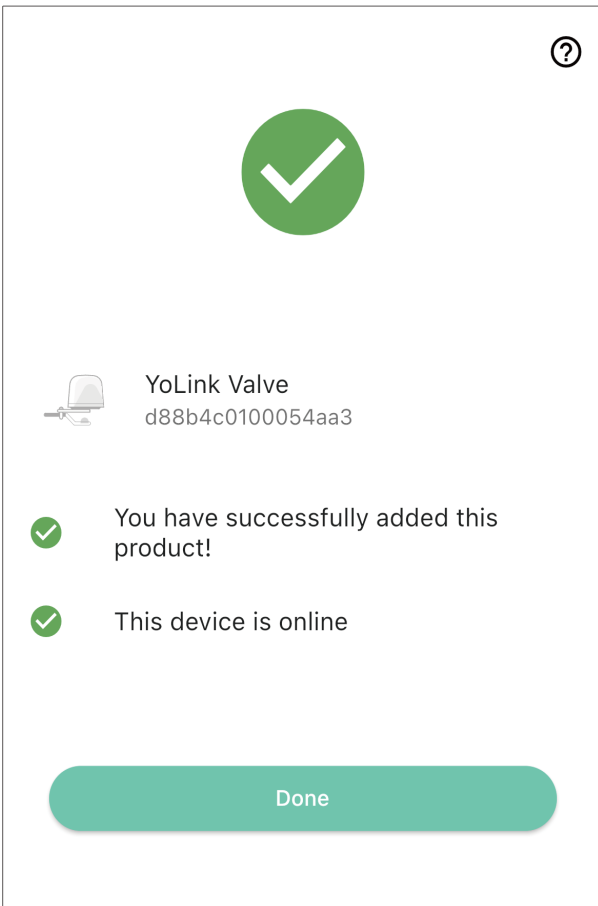 YoLink Valve
d88b4c0100054aa3
You have successfully added this
product!
This device is online
Done